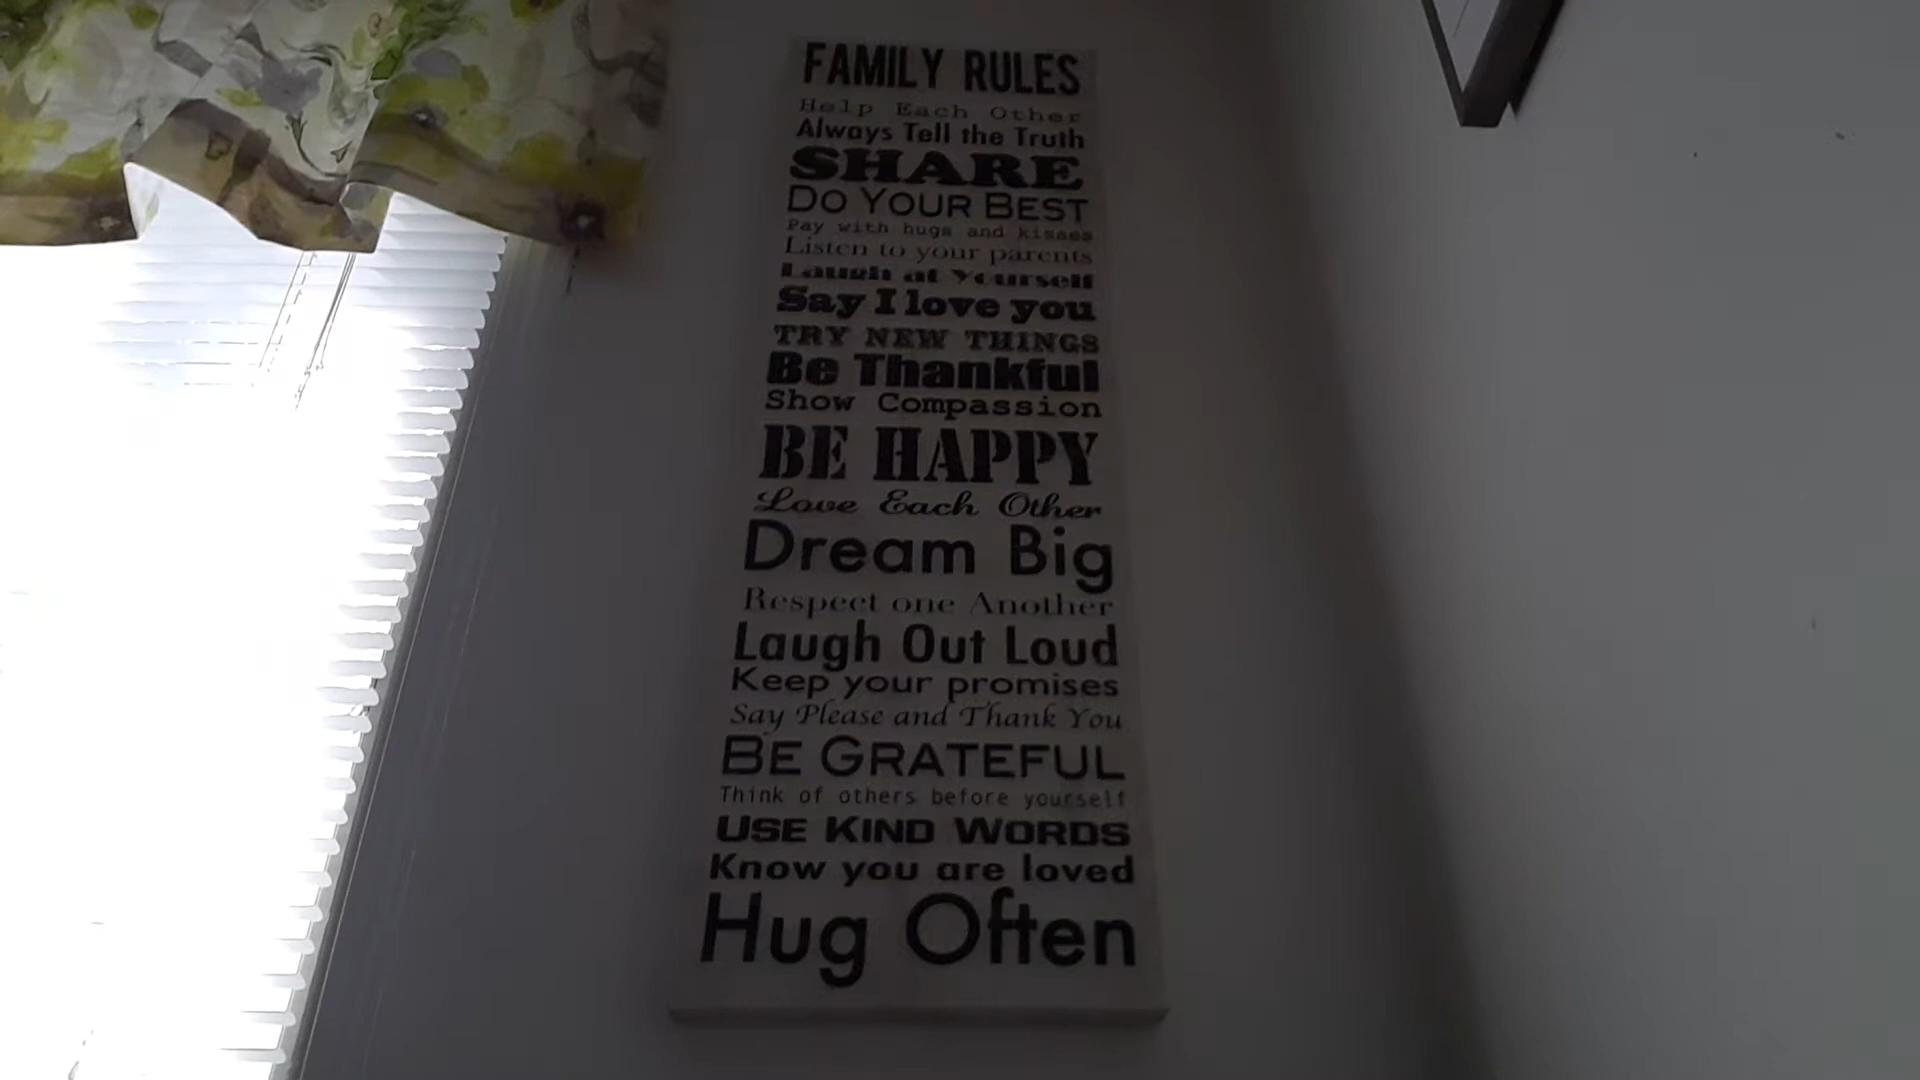 FAMILY RULES
Help Each Other
Always Tell the Truth
SHARE
DO YOUR BEST
Pay with hugs and kisses
Listen to your parents
Laugh at Yourself
Say I love you
TRY NEW THINGS
Be Thankful
Show Compassion
BE HAPPY
Love Each Other
Dream Big
Respect one Another
Laugh Out Loud
Keep your promises
Say Please and Thank You
BE GRATEFUL
Think of others before yourself
USE KIND WORDS
Know you are loved
Hug Often